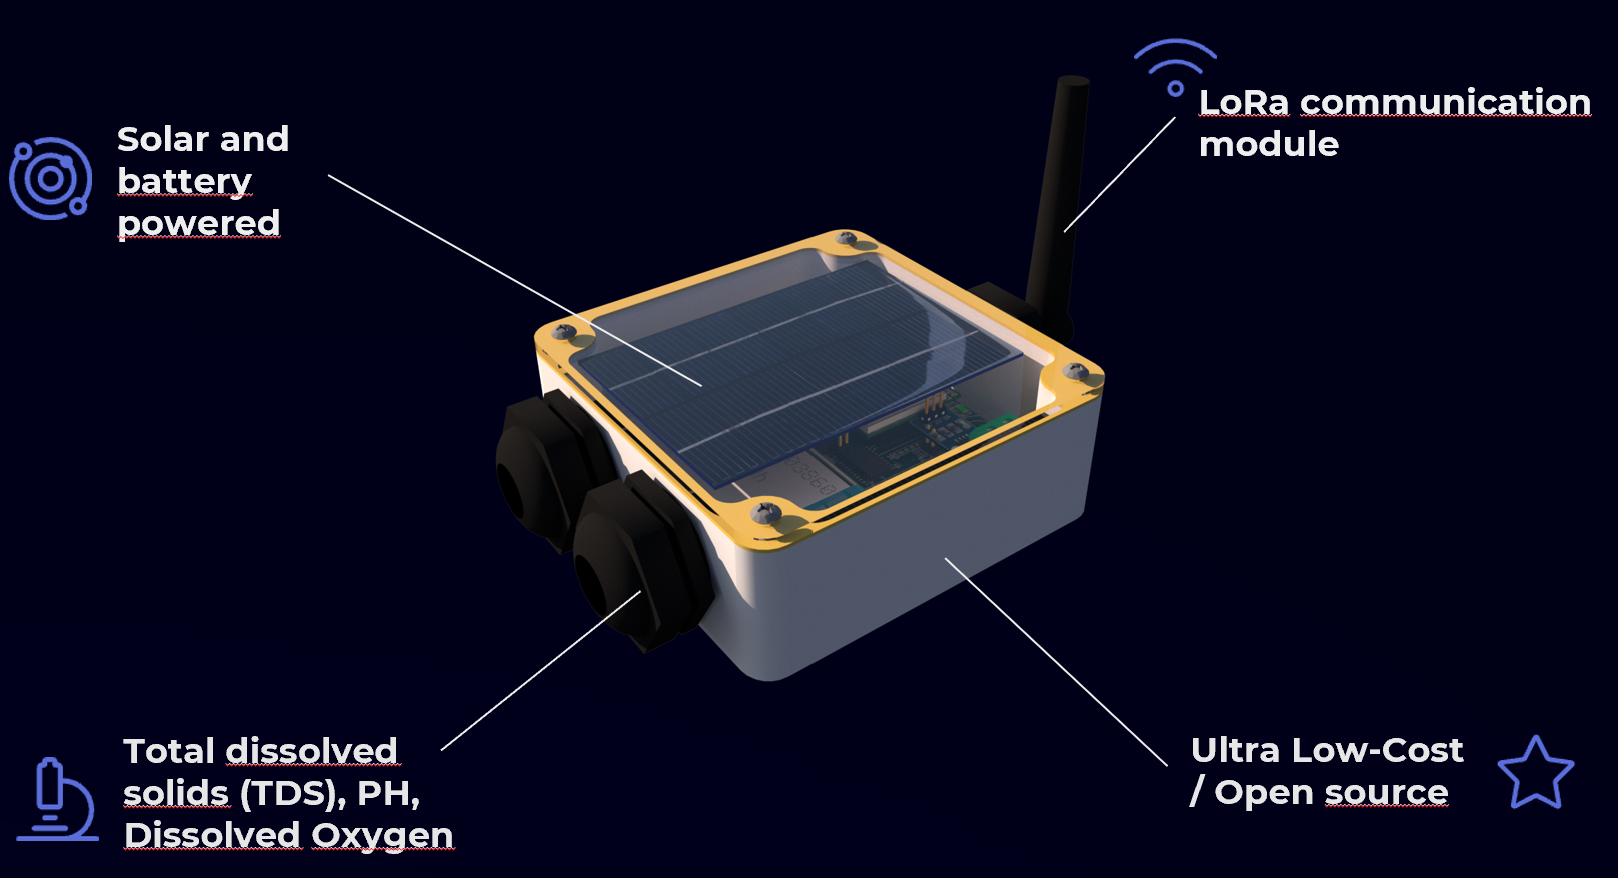 Solar and
battery
powered
LoRa communication
module
Total dissolved
solids (TDS), PH,
Dissolved Oxygen
Ultra Low-Cost
/ Open source